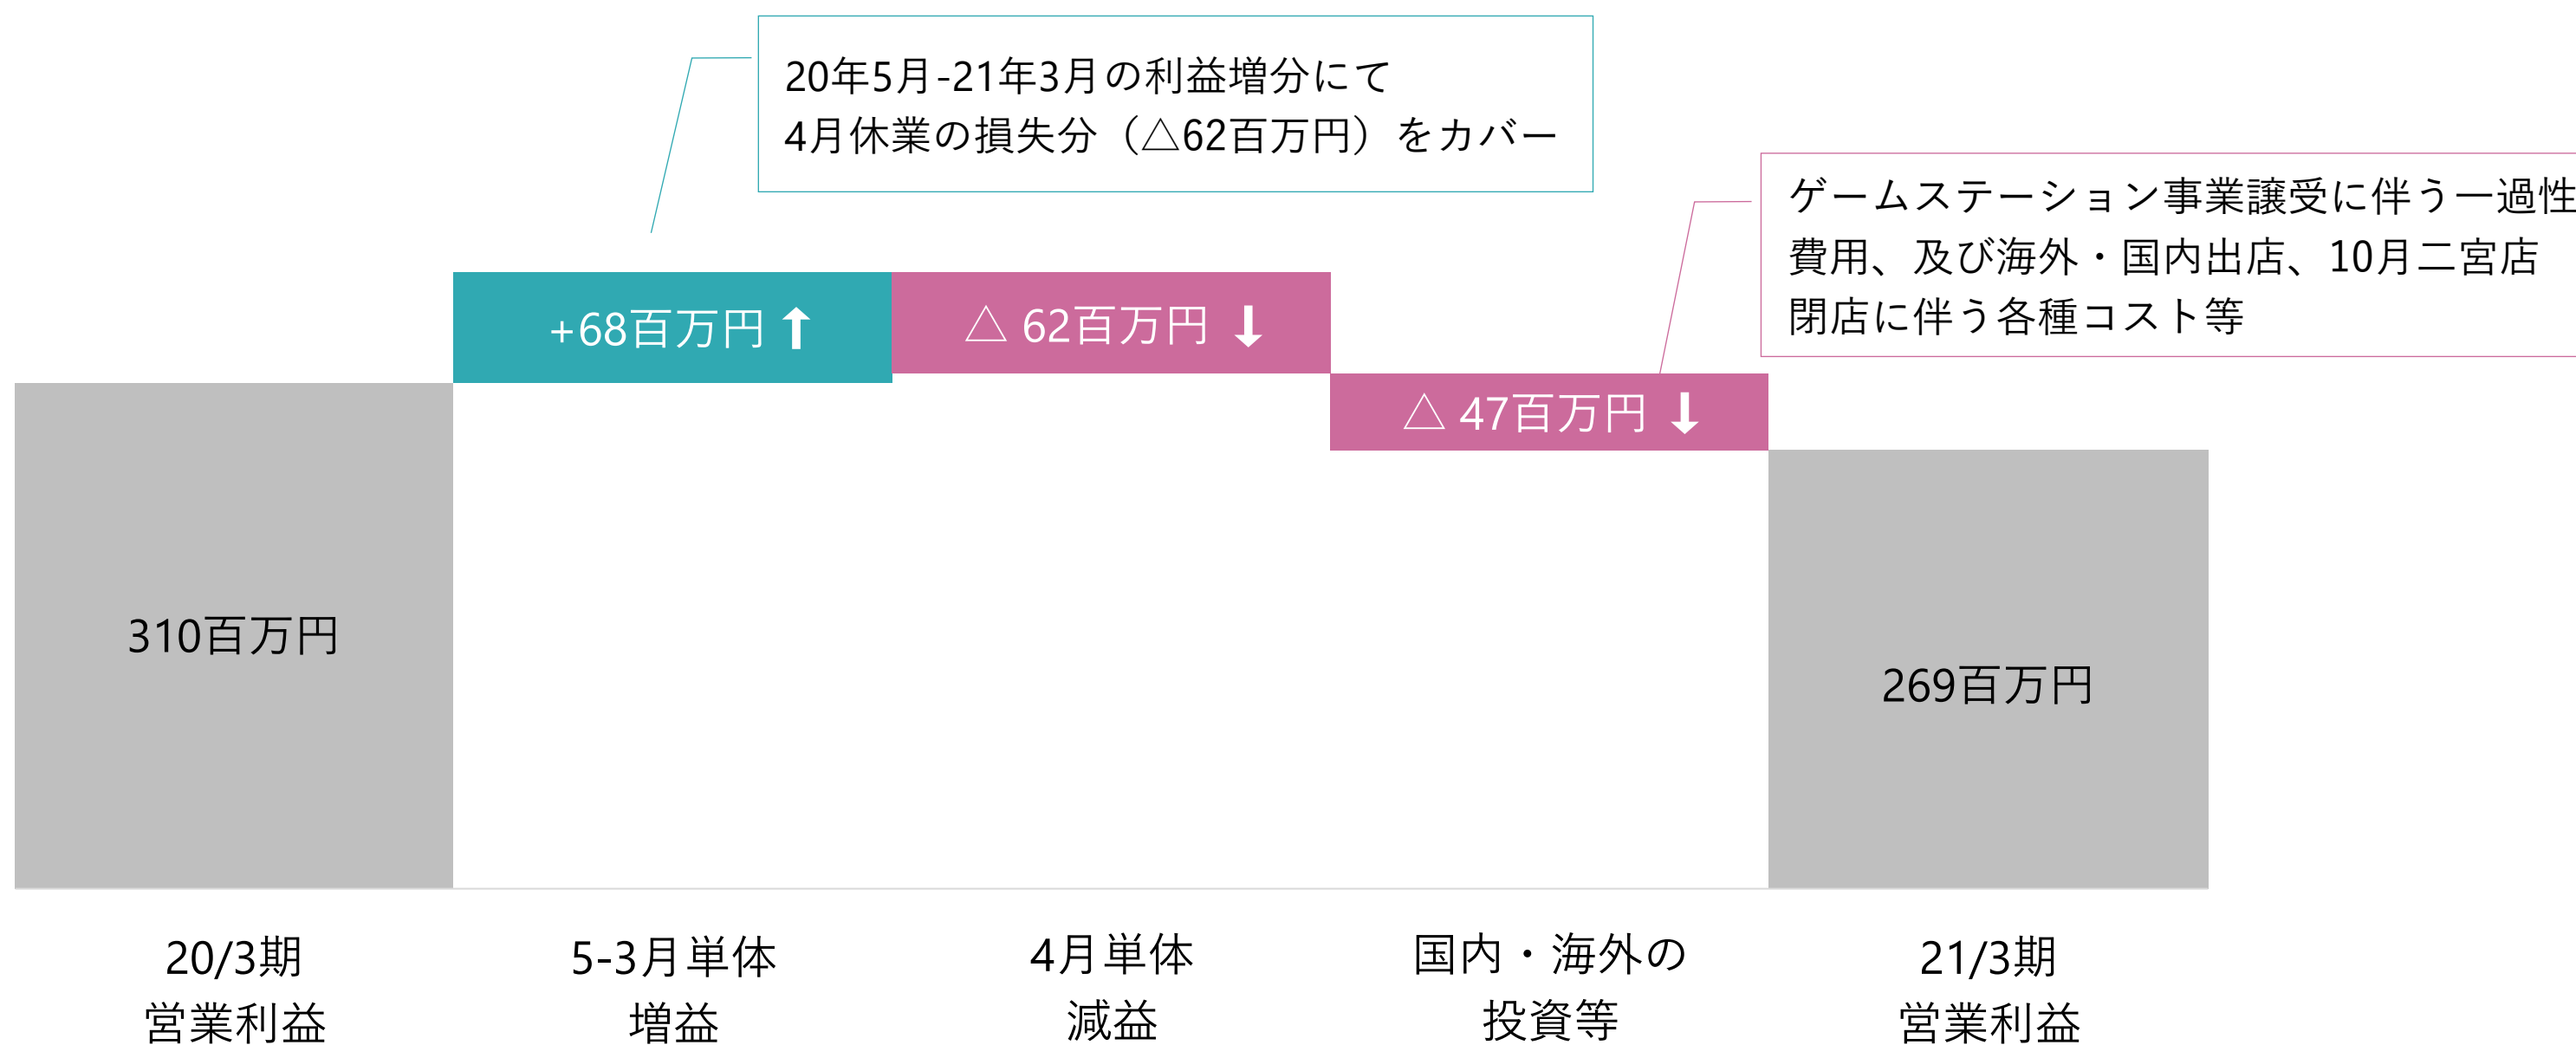 20年5月-21年3月の利益増分にて
4月休業の損失分（△62百万円）をカバー
ゲームステーション事業譲受に伴う一過性
費用、及び海外・国内出店、10月二宮店
閉店に伴う各種コスト等
+68百万円
△ 62百万円
△ 47百万円
310百万円
269百万円
20/3期
営業利益
5-3月単体
増益
4月単体
減益
国内・海外の
投資等
21/3期
営業利益